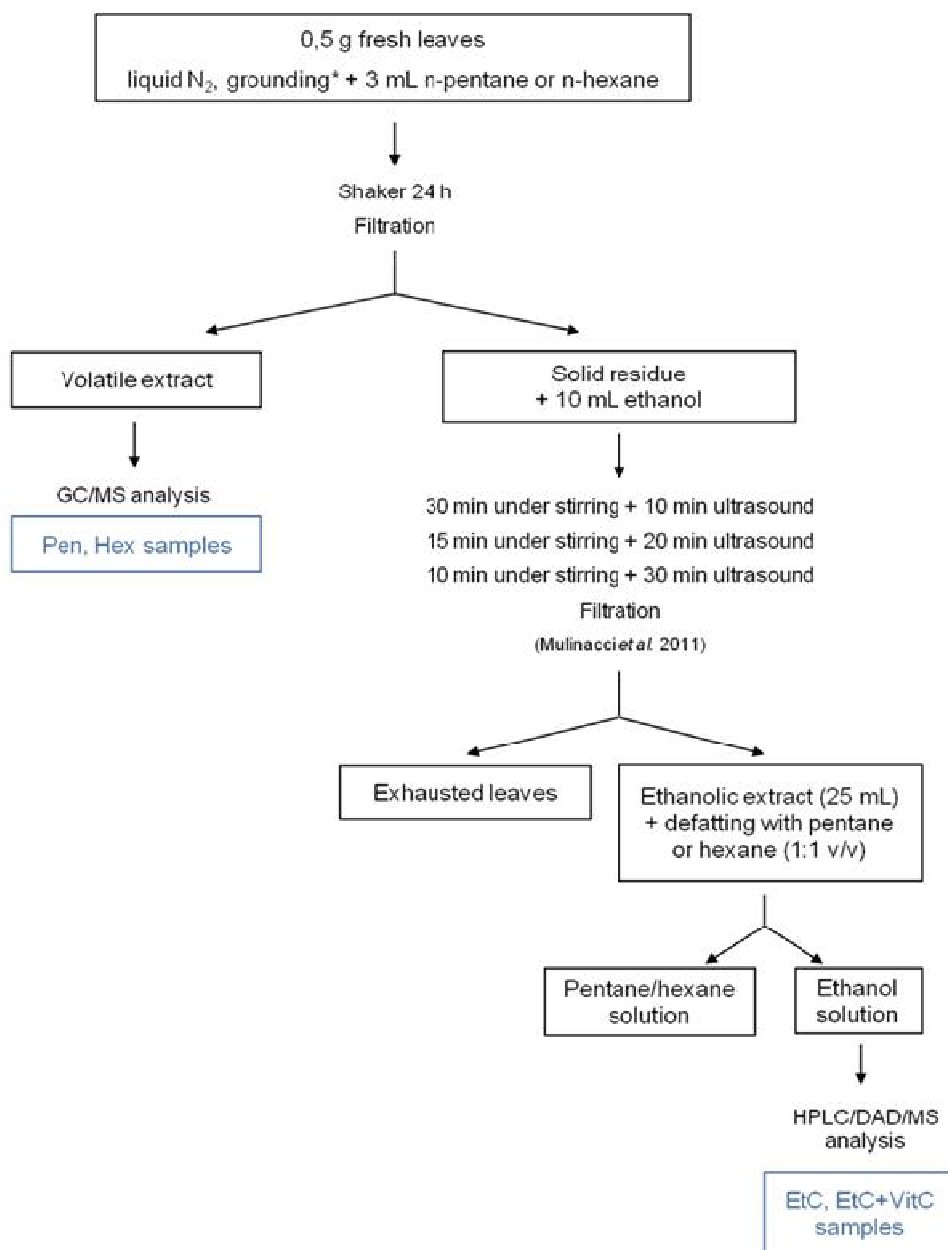 0,5 g fresh leaves
liquid N2, grounding* + 3 mL n-pentane or n-hexane
Shaker 24 h
Filtration
Volatile extract
GC/MS analysis
Pen, Hex samples
Solid residue
+ 10 mL ethanol
30 min under stirring + 10 min ultrasound
15 min under stirring + 20 min ultrasound
10 min under stirring + 30 min ultrasound
Filtration
(Mulinacci et al. 2011)
Exhausted leaves
Ethanolic extract (25 mL)
+ defatting with pentane
or hexane (1:1 v/v)
Pentane/hexane
solution
Ethanol
solution
HPLC/DAD/MS
analysis
EtC, EtC+VitC
samples